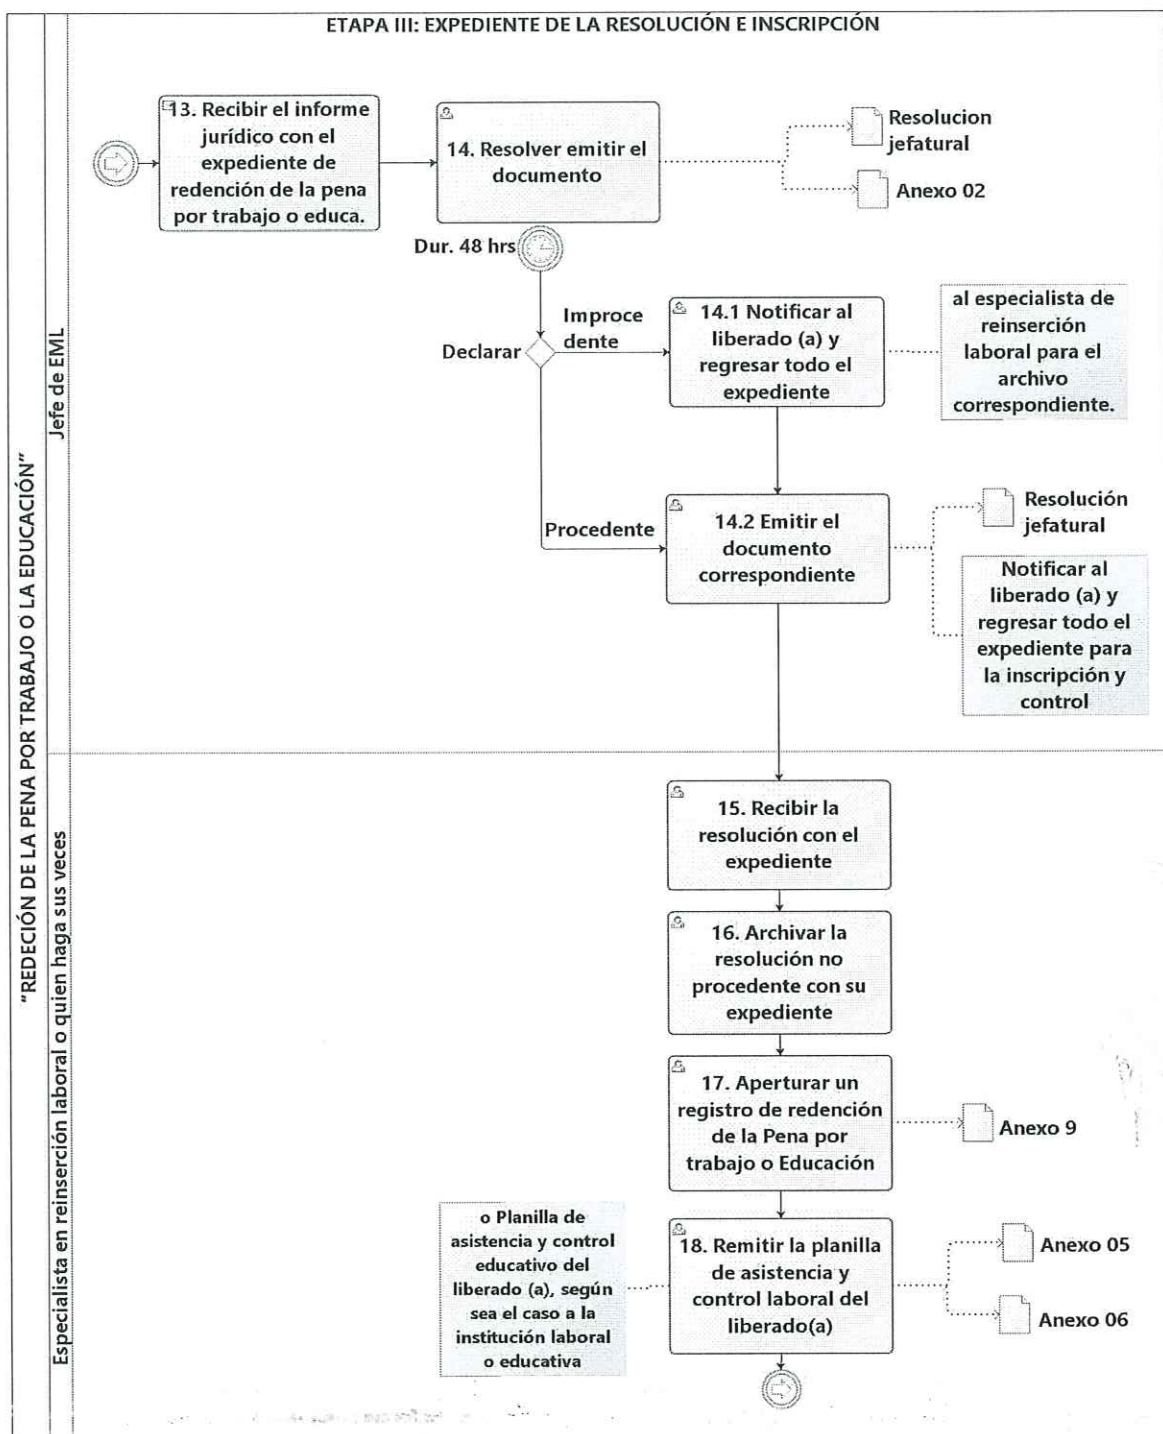 ETAPA III: EXPEDIENTE DE LA RESOLUCIÓN E INSCRIPCIÓN
"REDECIÓN DE LA PENA POR TRABAJO O LA EDUCACIÓN"
Jefe de EML
13. Recibir el informe
jurídico con el
expediente de
redención de la pena
por trabajo o educa.
14. Resolver emitir el
documento
Resolucion
jefatural
Anexo 02
Dur. 48 hrs
Declarar
Improce
dente
14.1 Notificar al
liberado (a) y
regresar todo el
expediente
al especialista de
reinserción
laboral para el
archivo
correspondiente.
Procedente
14.2 Emitir el
documento
correspondiente
Resolución
jefatural
Notificar al
liberado (a) y
regresar todo el
expediente para
la inscripción y
control
Especialista en reinserción laboral o quien haga sus veces
15. Recibir la
resolución con el
expediente
16. Archivar la
resolución no
procedente con su
expediente
17. Aperturar un
registro de redención
de la Pena por
trabajo o Educación
Anexo 9
o Planilla de
asistencia y control
educativo del
liberado (a), según
sea el caso a la
institución laboral
o educativa
18. Remitir la planilla
de asistencia y
control laboral del
liberado(a)
Anexo 05
Anexo 06